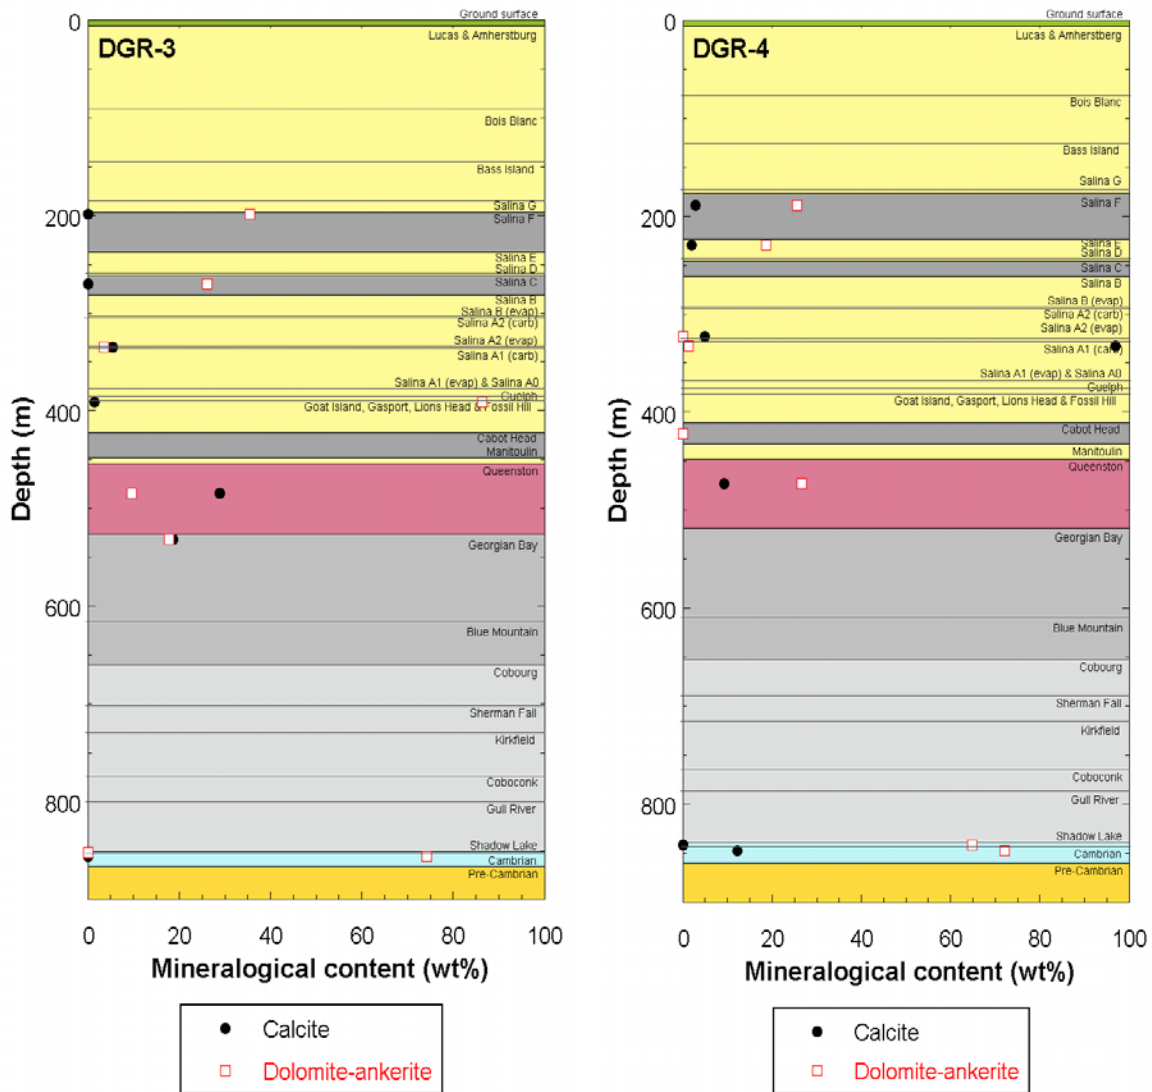 Ground surface
0
DGR-3
Lucas & Amherstburg
Bois Blanc
Bass Island
Salina G
200
Salina F
Salina E
Salina D
Salina C
Salina B
Salina B (evap)
Salina A2 (carb)
Salina A2 (evap)
Salina A1 (carb)
Salina A1 (evap) & Salina A0
Guelph
400
Goat Island, Gasport, Lions Head & Fossil Hill
Cabot Head
Manitoulin
Queenston
Georgian Bay
600
Blue Mountain
Cobourg
Sherman Fall
Kirkfield
Coboconk
800
Gull River
Shadow Lake
Cambrian
Pre-Cambrian
Depth (m)
0 20 40 60 80 100
Mineralogical content (wt%)
Calcite
Dolomite-ankerite
Ground surface
0
DGR-4
Lucas & Amherstberg
Bois Blanc
Bass Island
Salina G
200
Salina F
Salina E
Salina D
Salina C
Salina B
Salina B (evap)
Salina A2 (carb)
Salina A2 (evap)
Salina A1 (carb)
Salina A1 (evap) & Salina A0
Guelph
400
Goat Island, Gasport, Lions Head & Fossil Hill
Cabot Head
Manitoulin
Queenston
Georgian Bay
600
Blue Mountain
Cobourg
Sherman Fall
Kirkfield
Coboconk
800
Gull River
Shadow Lake
Cambrian
Pre-Cambrian
Depth (m)
0 20 40 60 80 100
Mineralogical content (wt%)
Calcite
Dolomite-ankerite